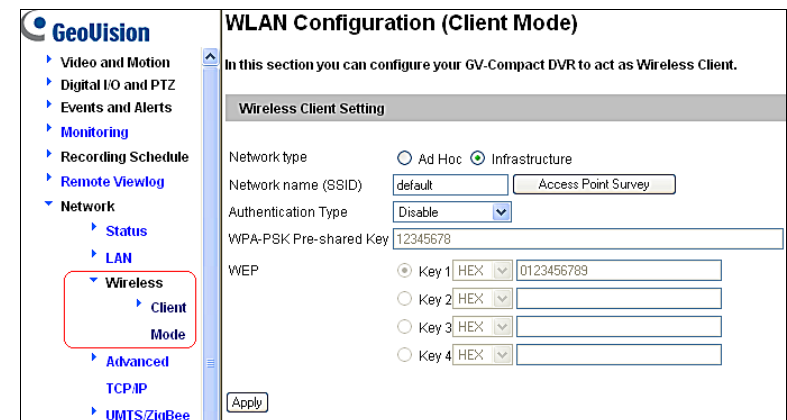 GeoVision
Video and Motion
Digital I/O and PTZ
Events and Alerts
Monitoring
Recording Schedule
Remote Viewlog
Network
Status
LAN
Wireless
Client
Mode
Advanced
TCP/IP
UMTS/ZigBee
WLAN Configuration (Client Mode)
In this section you can configure your GV-Compact DVR to act as Wireless Client.
Wireless Client Setting
Network type Ad Hoc Infrastructure
Network name (SSID) default Access Point Survey
Authentication Type Disable
WPA-PSK Pre-shared Key 12345678
WEP Key 1 HEX 0123456789
Key 2 HEX
Key 3 HEX
Key 4 HEX
Apply